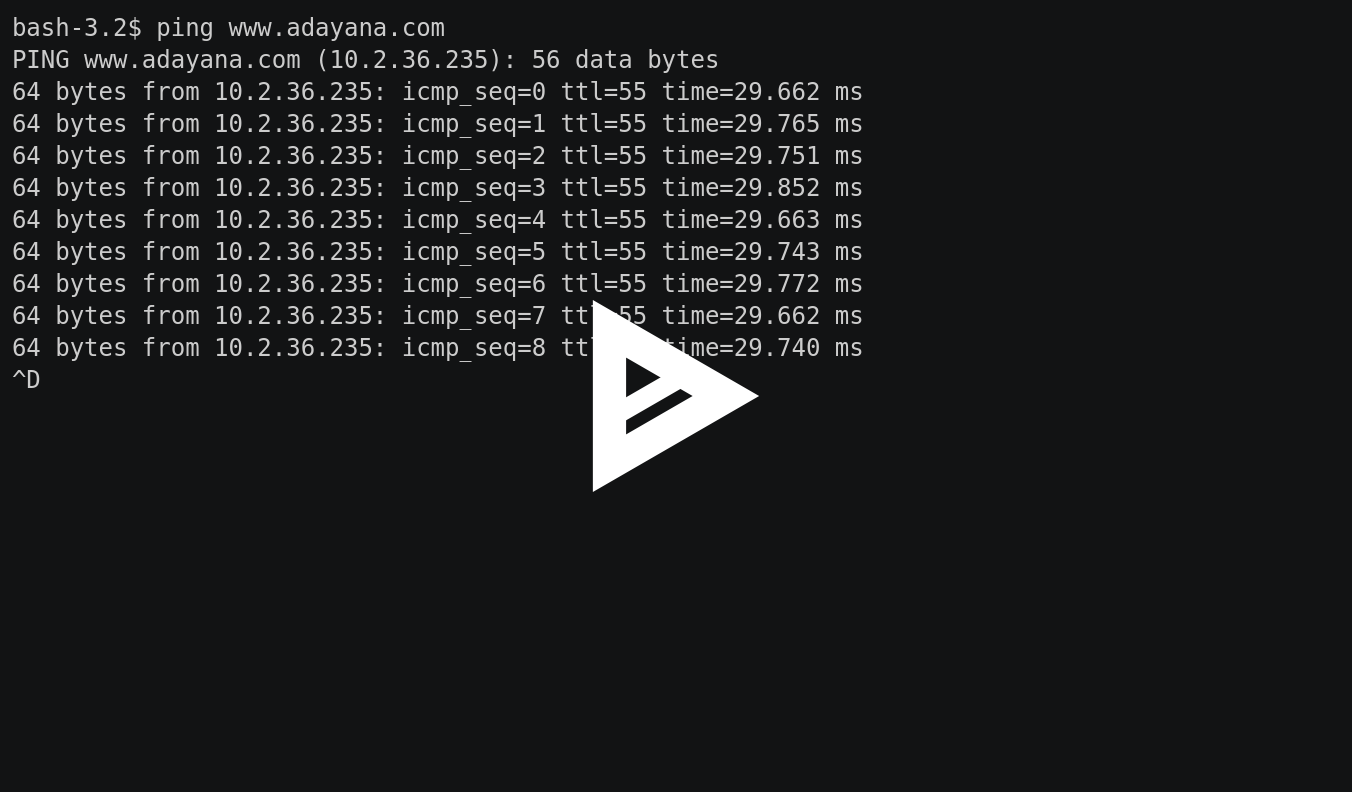 bash-3.2$ ping www.adayana.com
PING www.adayana.com (10.2.36.235): 56 data bytes
64 bytes from 10.2.36.235: icmp_seq=0 ttl=55 time=29.662 ms
64 bytes from 10.2.36.235: icmp_seq=1 ttl=55 time=29.765 ms
64 bytes from 10.2.36.235: icmp_seq=2 ttl=55 time=29.751 ms
64 bytes from 10.2.36.235: icmp_seq=3 ttl=55 time=29.852 ms
64 bytes from 10.2.36.235: icmp_seq=4 ttl=55 time=29.663 ms
64 bytes from 10.2.36.235: icmp_seq=5 ttl=55 time=29.743 ms
64 bytes from 10.2.36.235: icmp_seq=6 ttl=55 time=29.772 ms
64 bytes from 10.2.36.235: icmp_seq=7 time=29.662 ms
64 bytes from 10.2.36.235: icmp_seq=8 29.740 ms
^D